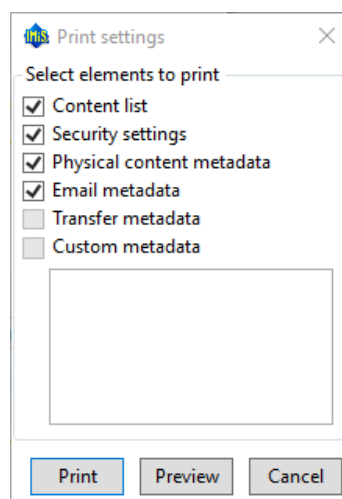 IMiS Print settings
Select elements to print
Content list
Security settings
Physical content metadata
Email metadata
Transfer metadata
Custom metadata
Print Preview Cancel